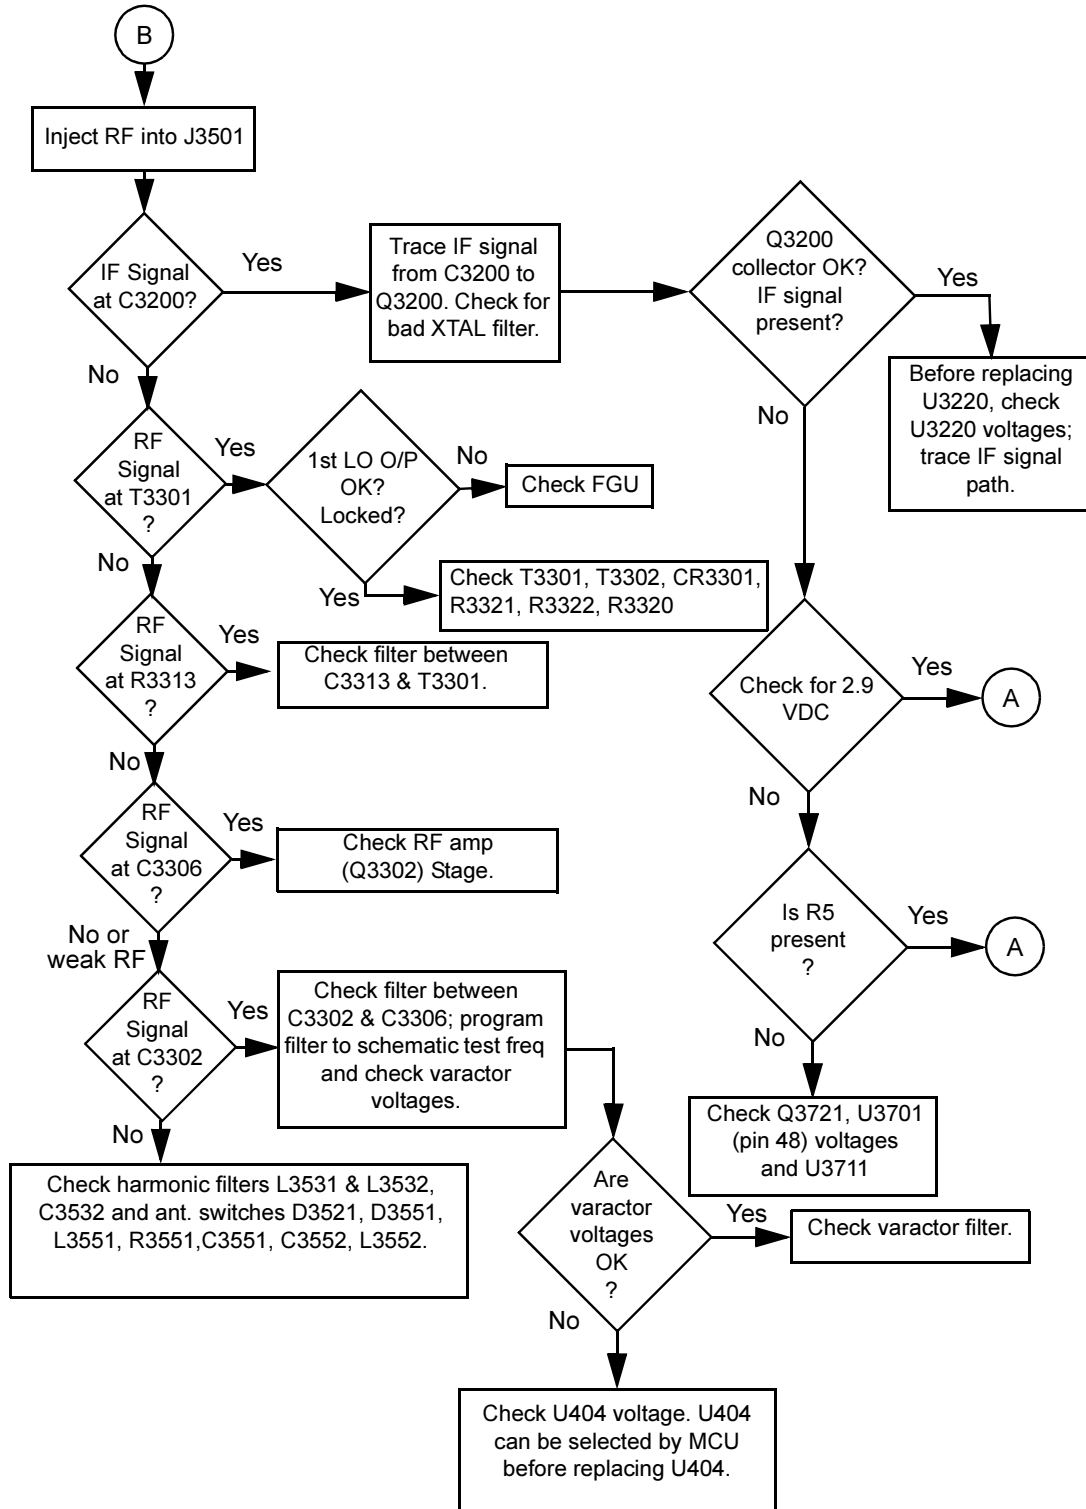 B
Inject RF into J3501
IF Signal
at C3200?
Yes
No
Trace IF signal
from C3200 to
Q3200. Check for
bad XTAL filter.
Q3200
collector OK?
IF signal
present?
Yes
No
Before replacing
U3220, check
U3220 voltages;
trace IF signal
path.
RF
Signal
at T3301
?
Yes
No
1st LO O/P
OK?
Locked?
No
Check FGU
Yes
Check T3301, T3302, CR3301,
R3321, R3322, R3320
RF
Signal
at R3313
?
Yes
No
Check filter between
C3313 & T3301.
Check for 2.9
VDC
Yes
A
No
RF
Signal
at C3306
?
Yes
No or
weak RF
Check RF amp
(Q3302) Stage.
Is R5
present
?
Yes
A
No
Check Q3721, U3701
(pin 48) voltages
and U3711
RF
Signal
at C3302
?
Yes
No
Check filter between
C3302 & C3306; program
filter to schematic test freq
and check varactor
voltages.
Check harmonic filters L3531 & L3532,
C3532 and ant. switches D3521, D3551,
L3551, R3551,C3551, C3552, L3552.
Are
varactor
voltages
OK
?
Yes
Check varactor filter.
No
Check U404 voltage. U404
can be selected by MCU
before replacing U404.